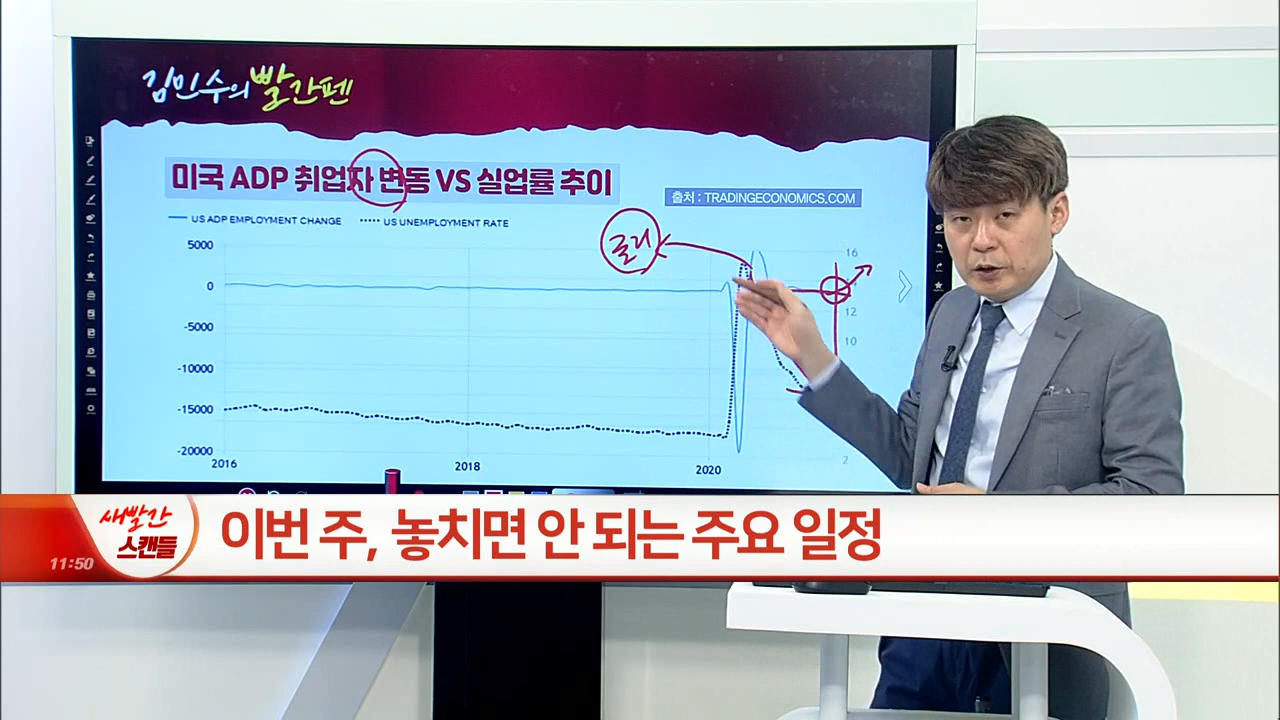 김민수의 빨간펜
미국 ADP 취업자 변동 VS 실업률 추이
출처 : TRADINGECONOMICS.COM
US ADP EMPLOYMENT CHANGE
US UNEMPLOYMENT RATE
5000
0
-5000
-10000
-15000
-20000
16
12
10
2
2016
2018
2020
새빨간
스캔들
11:50
이번 주, 놓치면 안 되는 주요 일정